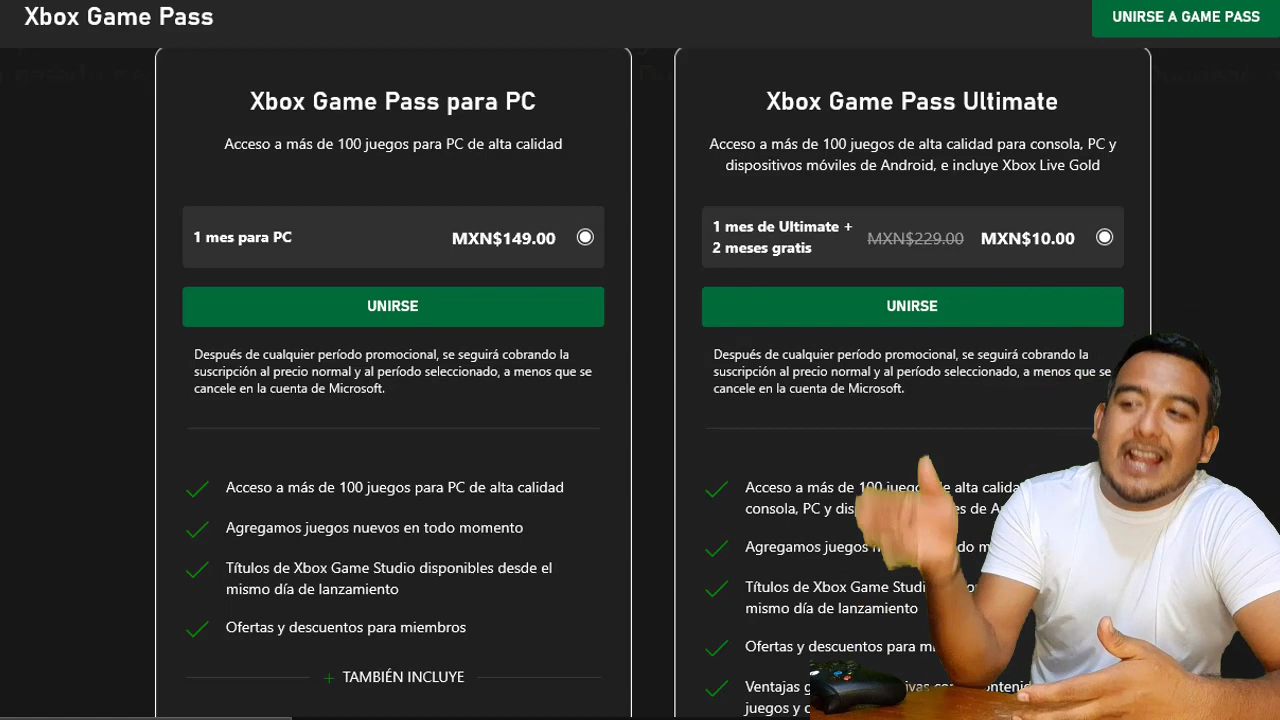 Xbox Game Pass
UNIRSE A GAME PASS
Xbox Game Pass para PC
Acceso a más de 100 juegos para PC de alta calidad
1 mes para PC
MXN$149.00
UNIRSE
Después de cualquier período promocional, se seguirá cobrando la
suscripción al precio normal y al período seleccionado, a menos que se
cancele en la cuenta de Microsoft.
Acceso a más de 100 juegos para PC de alta calidad
Agregamos juegos nuevos en todo momento
Títulos de Xbox Game Studio disponibles desde el
mismo día de lanzamiento
Ofertas y descuentos para miembros
+ TAMBIÉN INCLUYE
Xbox Game Pass Ultimate
Acceso a más de 100 juegos de alta calidad para consola, PC y
dispositivos móviles de Android, e incluye Xbox Live Gold
1 mes de Ultimate +
2 meses gratis
MXN$229.00 MXN$10.00
UNIRSE
Después de cualquier período promocional, se seguirá cobrando la
suscripción al precio normal y al período seleccionado, a menos que se
cancele en la cuenta de Microsoft.
Acceso a más de 100 de alta
consola, PC y de
Agregamos juegos
Títulos de Xbox Game
mismo día de lanzamiento
Ofertas y descuentos para
Ventajas
juegos y